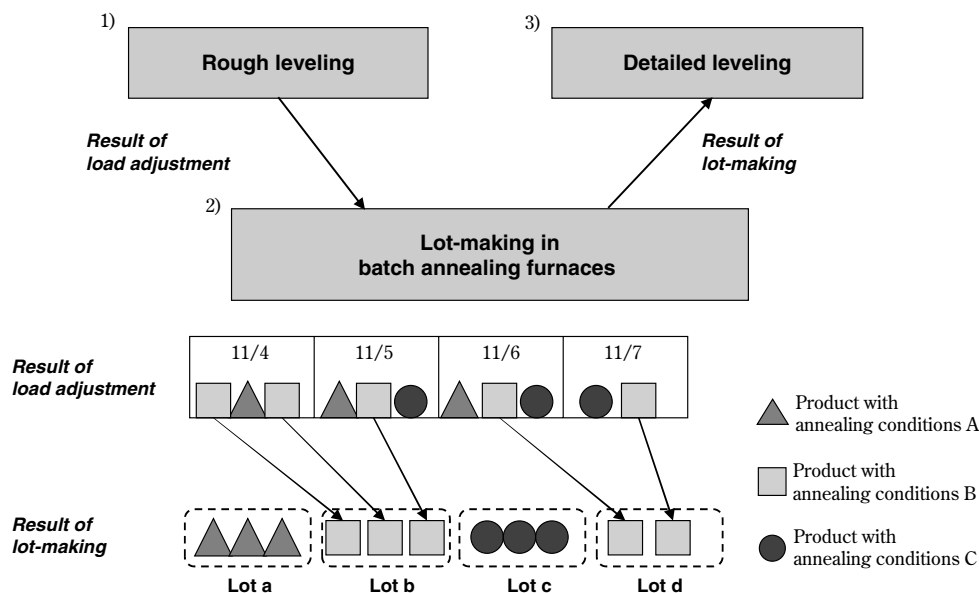 1)
Rough leveling
3)
Detailed leveling
Result of
load adjustment
Result of
lot-making
2)
Lot-making in
batch annealing furnaces
Result of
load adjustment
11/4
11/5
11/6
11/7
Product with
annealing conditions A
Product with
annealing conditions B
Product with
annealing conditions C
Result of
lot-making
Lot a
Lot b
Lot c
Lot d